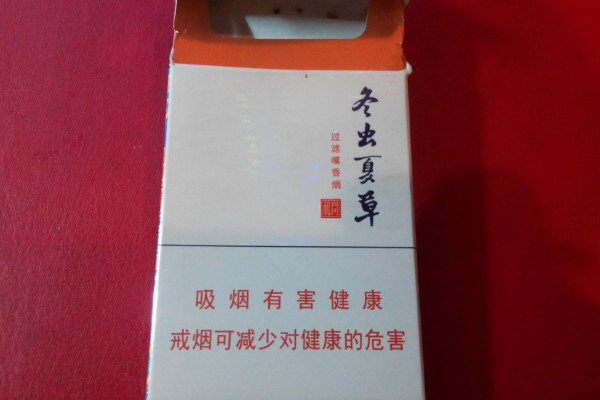 冬虫夏草
过滤嘴香烟
吸烟有害健康
戒烟可减少对健康的危害